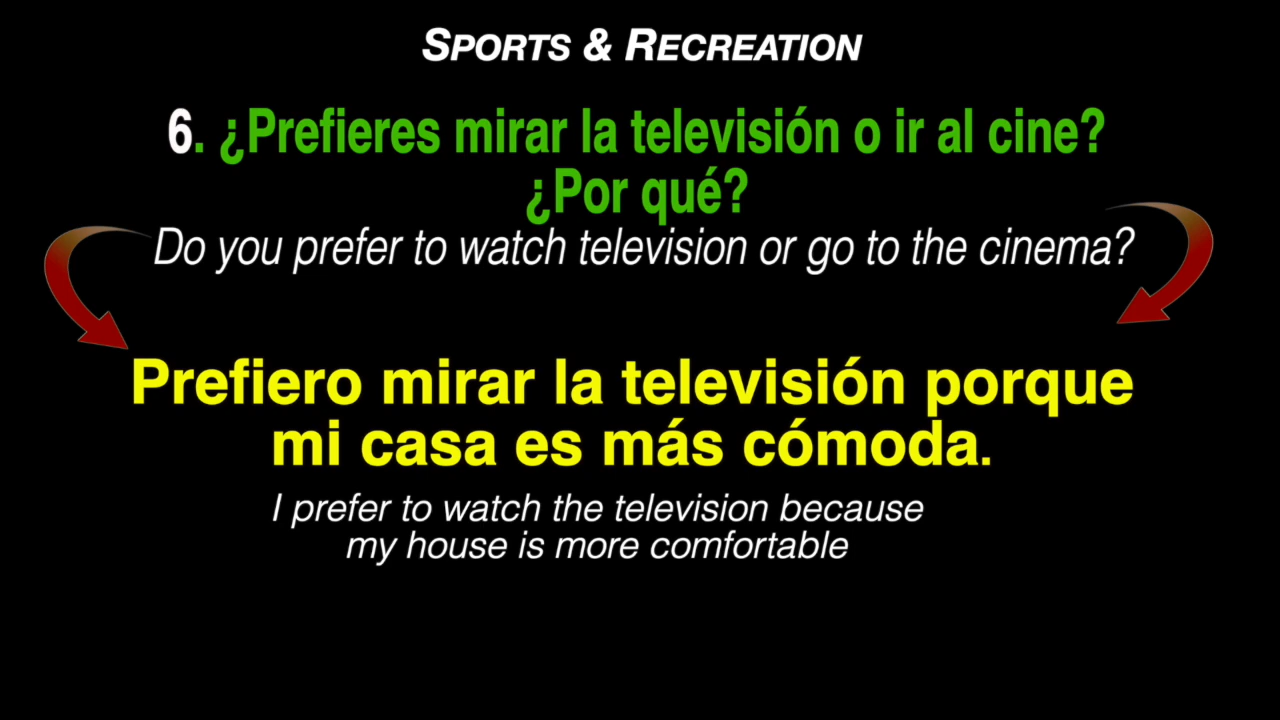 SPORTS & RECREATION
6. ¿Prefieres mirar la televisión o ir al cine?
¿Por qué?
Do you prefer to watch television or go to the cinema?
Prefiero mirar la televisión porque
mi casa es más cómoda.
I prefer to watch the television because
my house is more comfortable